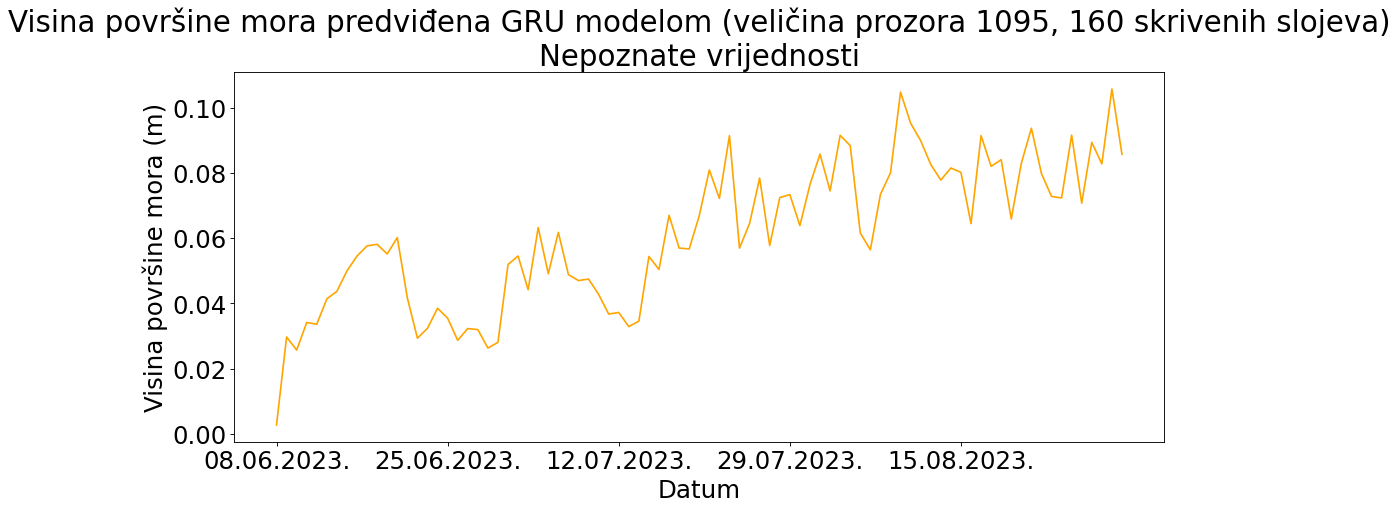 Visina površine mora predviđena GRU modelom (veličina prozora 1095, 160 skrivenih slojeva)
Nepoznate vrijednosti
Visina površine mora (m)
0.10
0.08
0.06
0.04
0.02
0.00
08.06.2023. 25.06.2023. 12.07.2023. 29.07.2023. 15.08.2023.
Datum